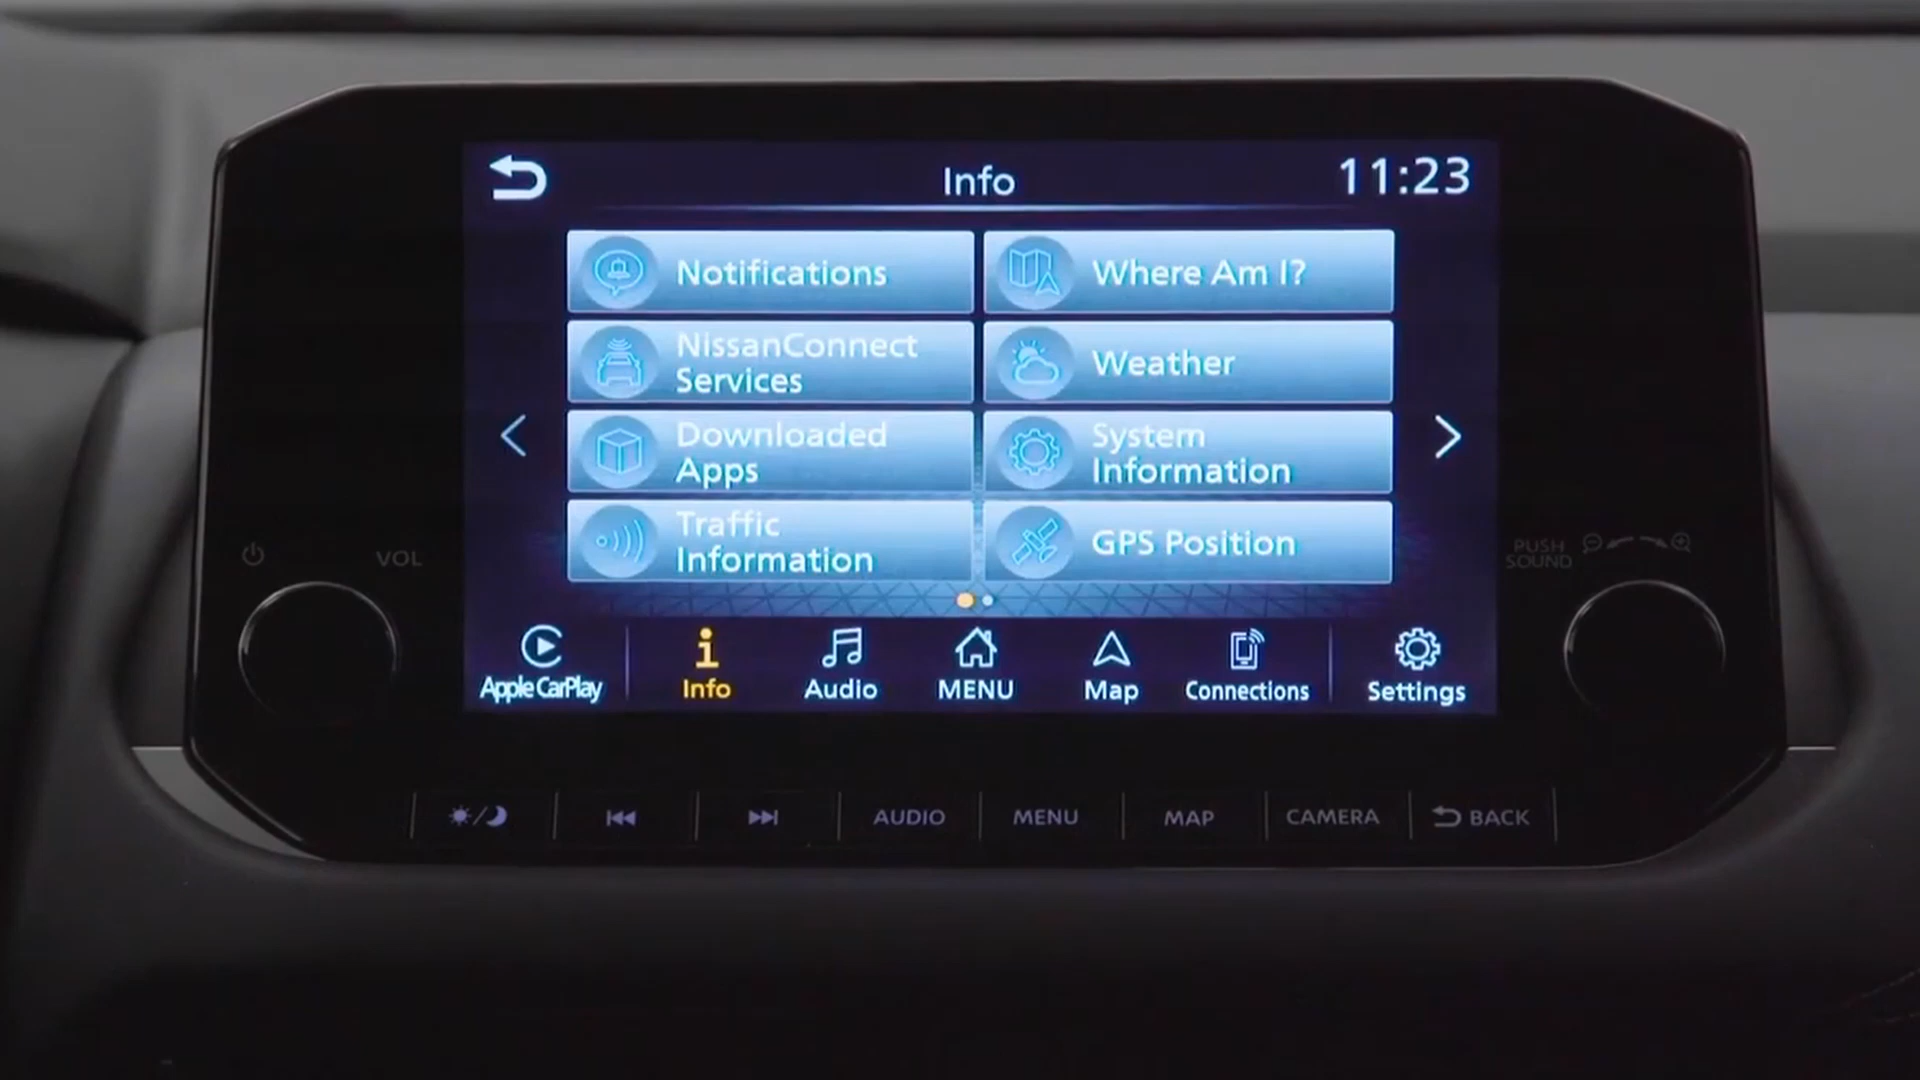 Info
11:23
Notifications
Where Am I?
NissanConnect
Services
Weather
Downloaded
Apps
System
Information
Traffic
Information
GPS Position
VOL
PUSH
SOUND
Apple CarPlay
Info
Audio
MENU
Map
Connections
Settings
AUDIO
MENU
MAP
CAMERA
BACK